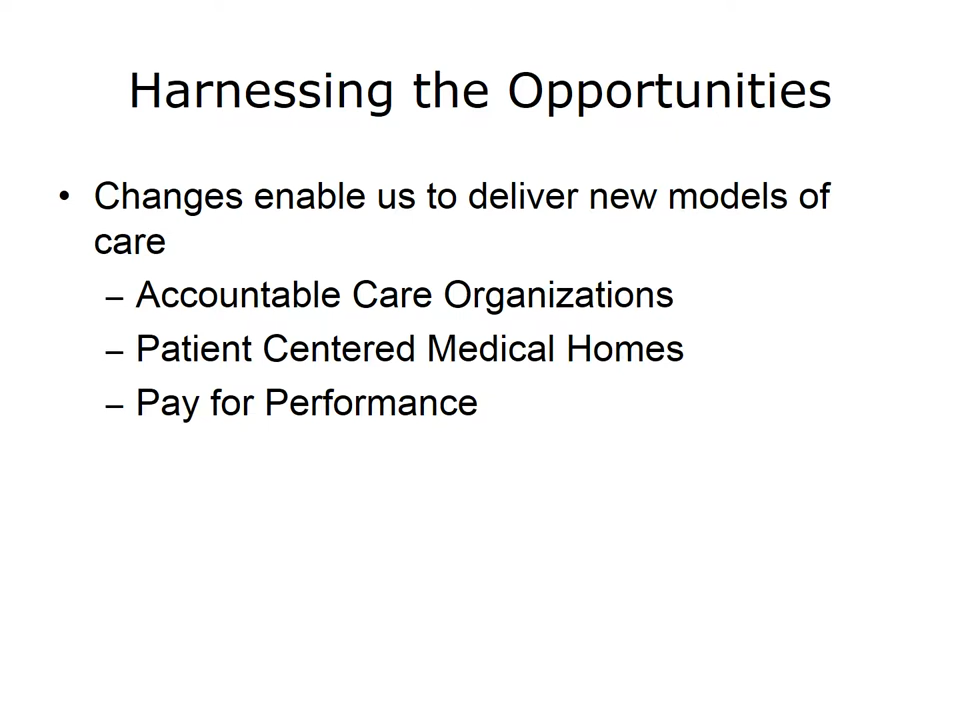 Harnessing the Opportunities
• Changes enable us to deliver new models of
care
– Accountable Care Organizations
– Patient Centered Medical Homes
– Pay for Performance